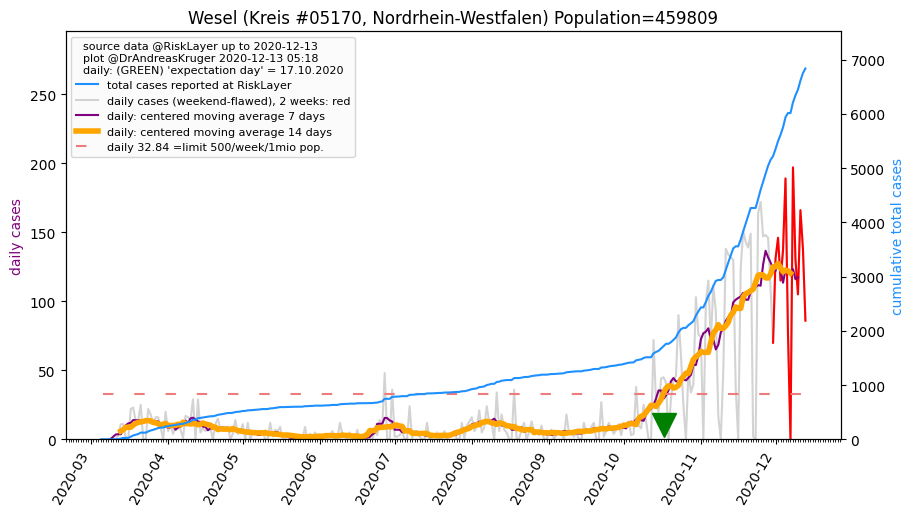 Wesel (Kreis #05170, Nordrhein-Westfalen) Population=459809
source data @RiskLayer up to 2020-12-13
plot @DrAndreasKruger 2020-12-13 05:18
daily: (GREEN) 'expectation day' = 17.10.2020
total cases reported at RiskLayer
daily cases (weekend-flawed), 2 weeks: red
daily: centered moving average 7 days
daily: centered moving average 14 days
daily 32.84 =limit 500/week/1mio pop.
daily cases
250
200
150
100
50
0
7000
6000
5000
4000
3000
2000
1000
0
cumulative total cases
2020-03
2020-04
2020-05
2020-06
2020-07
2020-08
2020-09
2020-10
2020-11
2020-12